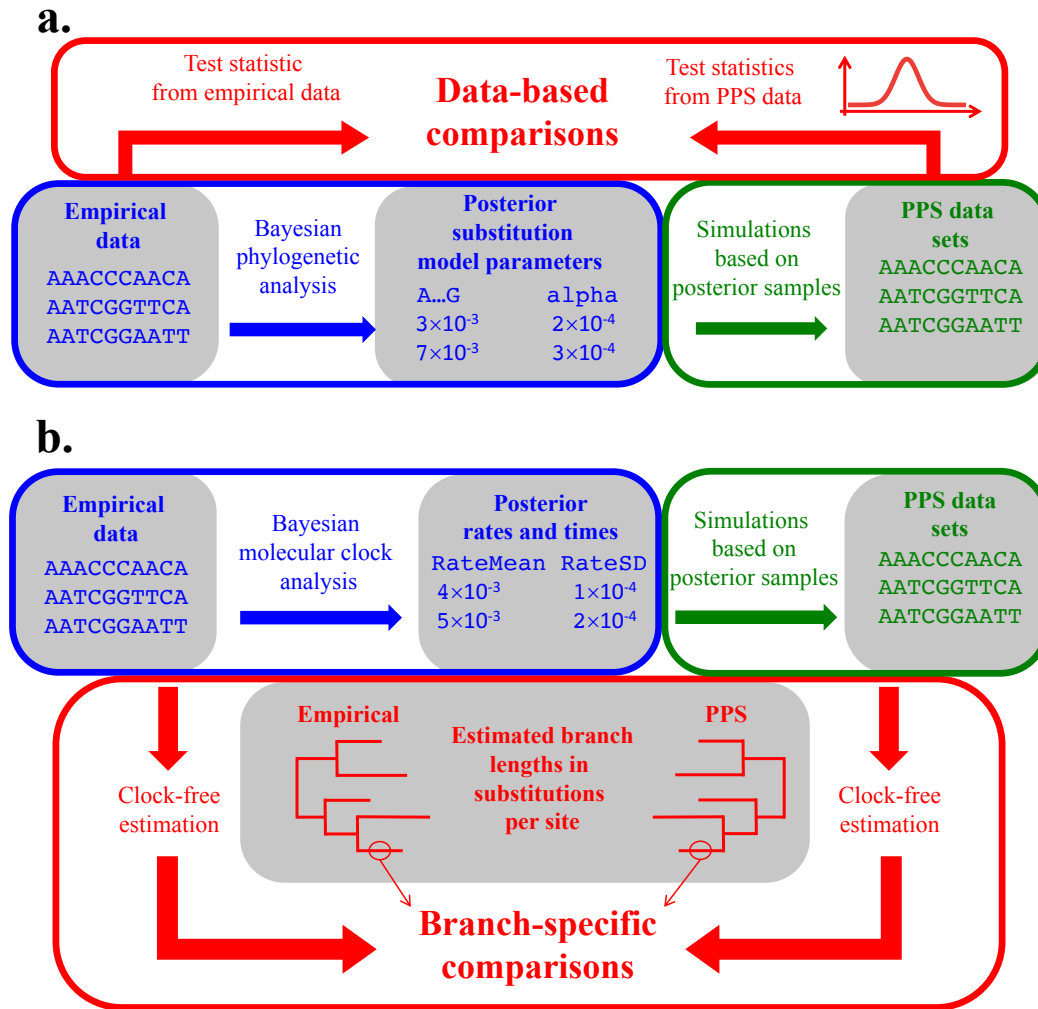 a.
Test statistic
from empirical data
Data-based
comparisons
Test statistics
from PPS data
Empirical
data
AAACCCAACA
AATCGGTTCA
AATCGGAATT
Bayesian
phylogenetic
analysis
Posterior
substitution
model parameters
A…G alpha
3×10⁻³ 2×10⁻⁴
7×10⁻³ 3×10⁻⁴
Simulations
based on
posterior samples
PPS data
sets
AAACCCAACA
AATCGGTTCA
AATCGGAATT
b.
Empirical
data
AAACCCAACA
AATCGGTTCA
AATCGGAATT
Bayesian
molecular clock
analysis
Posterior
rates and times
RateMean RateSD
4×10⁻³ 1×10⁻⁴
5×10⁻³ 2×10⁻⁴
Simulations
based on
posterior samples
PPS data
sets
AAACCCAACA
AATCGGTTCA
AATCGGAATT
Clock-free
estimation
Empirical
Estimated branch
lengths in
substitutions
per site
PPS
Clock-free
estimation
Branch-specific
comparisons